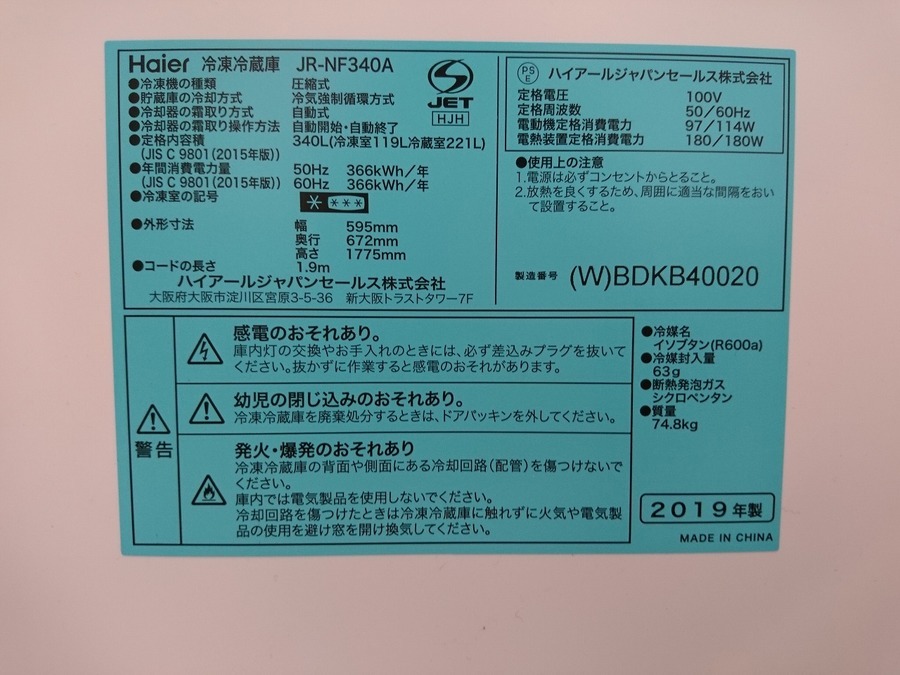 Haier 冷凍冷蔵庫 JR-NF340A
●冷凍機の種類 圧縮式
●貯蔵庫の冷却方式 冷気強制循環方式
●冷却器の霜取り方式 自動式
●冷却器の霜取り操作方法 自動開始・自動終了
●定格内容積 340L(冷凍室119L冷蔵室221L)
(JIS C 9801(2015年版))
●年間消費電力量 50Hz 366kWh/年
(JIS C 9801(2015年版)) 60Hz 366kWh/年
●冷凍室の記号 * ***
●外形寸法 幅 595mm
奥行 672mm
高さ 1775mm
●コードの長さ 1.9m
ハイアールジャパンセールス株式会社
大阪府大阪市淀川区宮原3-5-36 新大阪トラストタワー7F
S
JET
HJH
PS
E
ハイアールジャパンセールス株式会社
定格電圧 100V
定格周波数 50/60Hz
電動機定格消費電力 97/114W
電熱装置定格消費電力 180/180W
●使用上の注意
1.電源は必ずコンセントからとること。
2.放熱を良くするため、周囲に適当な間隔をおい
て設置すること。
製造番号 (W)BDKB40020
警告
感電のおそれあり。
庫内灯の交換やお手入れのときには、必ず差込みプラグを抜いて
ください。抜かずに作業すると感電のおそれがあります。
幼児の閉じ込みのおそれあり。
冷凍冷蔵庫を廃棄処分するときは、ドアパッキンを外してください。
発火・爆発のおそれあり
冷凍冷蔵庫の背面や側面にある冷却回路(配管)を傷つけないで
ください。
庫内では電気製品を使用しないでください。
冷却回路を傷つけたときは冷凍冷蔵庫に触れずに火気や電気製
品の使用を避け窓を開け換気してください。
●冷媒名
イソブタン(R600a)
●冷媒封入量
63g
●断熱発泡ガス
シクロペンタン
●質量
74.8kg
2019年製
MADE IN CHINA